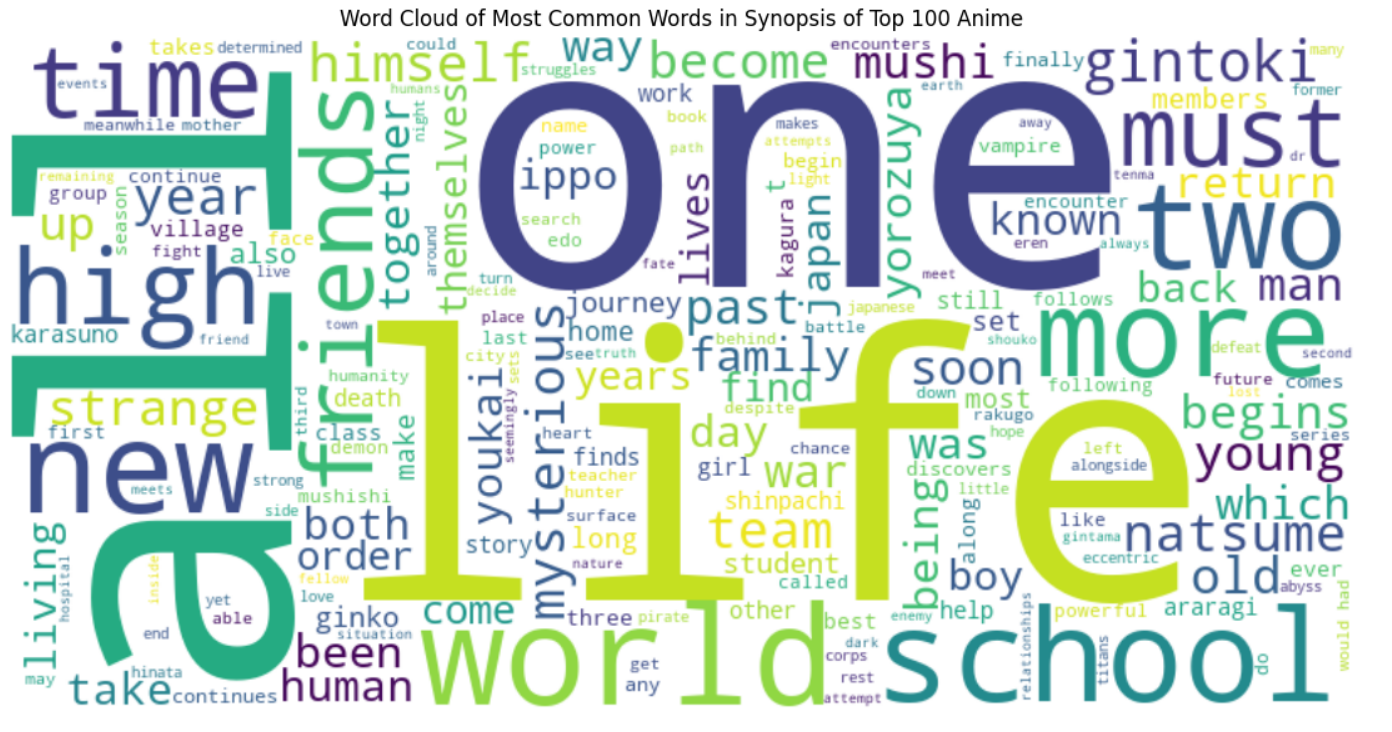 Word Cloud of Most Common Words in Synopsis of Top 100 Anime
time
takes
determined
events
meanwhile
mother
himself
could
struggles
way
become
encounters
mushi
finally
gintoki
many
humans
work
earth
members
former
all
friends
together
night
themselves
one
name
power
ippo
book
path
makes
attempts
begin
light
yorozuya
away
vampire
must
dr
tenma
remaining
continue
group
year
season
up
village
fight
face
also
search
edo
lives
kagura
t
japan
known
encounter
eren
always
return
two
high
live
karasuno
friend
around
turn
decide
fate
meet
town
place
journey
past
japanese
still
follows
back
man
last
home
see
truth
battle
behind
set
shouko
more
defeat
second
city
sets
mysterious
years
family
find
soon
down
most
following
future
comes
lost
strange
first
third
humanity
death
class
demon
make
life
youkai
seemingly
despite
rakugo
hope
begins
series
new
meets
strong
mushishi
heart
finds
teacher
hunter
day
girl
war
chance
was
discovers
little
left
alongside
young
side
both
order
surface
story
long
nature
shinpachi
team
student
called
being
along
like
gintama
eccentric
which
natsume
living
hospital
inside
yet
able
fellow
love
ginko
situation
come
three
pirate
other
best
enemy
help
boy
old
abyss
ever
powerful
araragi
would had
may
hinata
end
take
continues
been
human
world
get
any
dark
corps
rest
attempt
school
relationships
titans
do